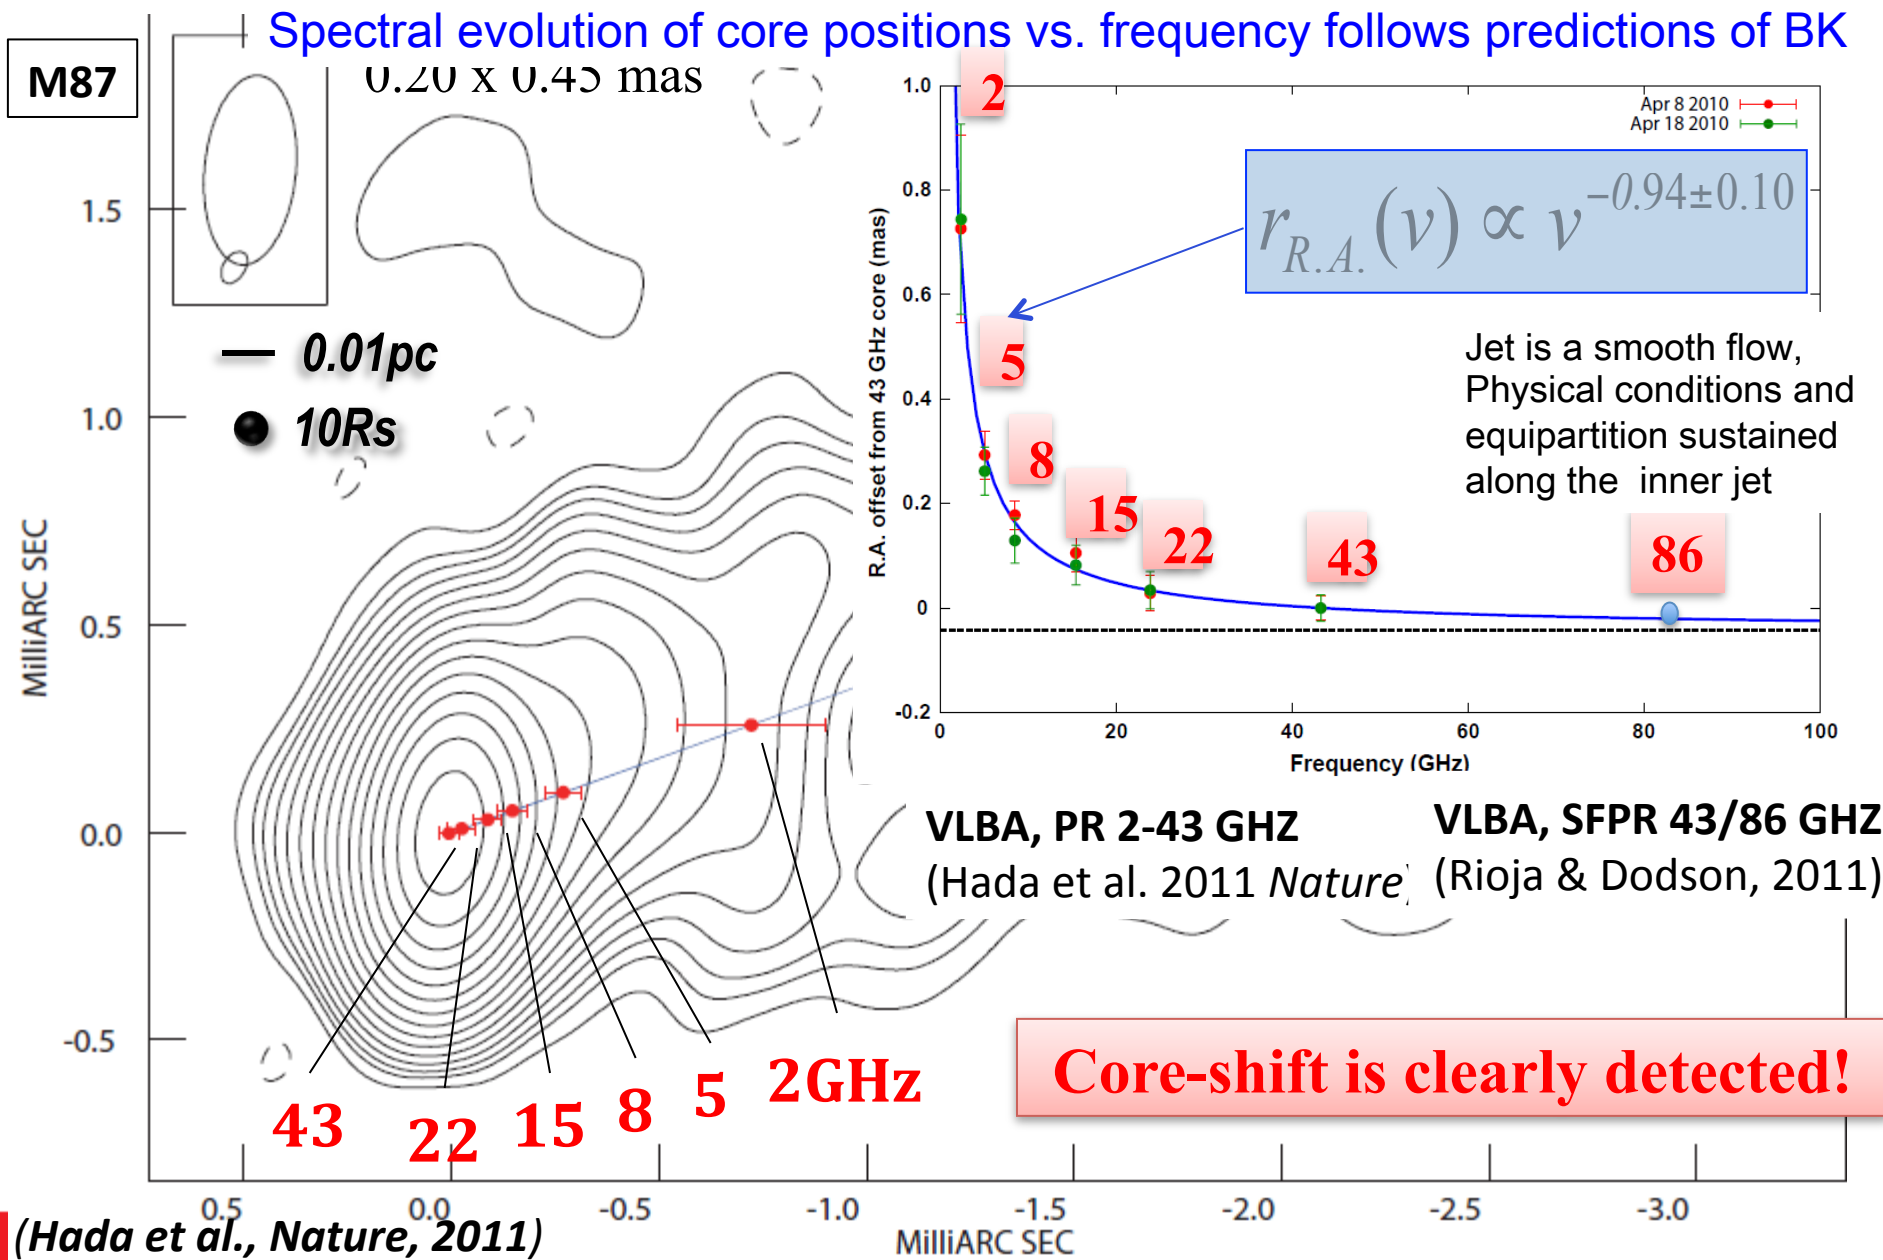 Spectral evolution of core positions vs. frequency follows predictions of BK
M87
0.20 x 0.45 mas
0.01pc
10Rs
MilliARC SEC
1.5
1.0
0.5
0.0
-0.5
43
22
15
8
5
2GHz
0.5
0.0
-0.5
-1.0
-1.5
-2.0
-2.5
-3.0
MilliARC SEC
(Hada et al., Nature, 2011)
R.A. offset from 43 GHz core (mas)
1.0
0.8
0.6
0.4
0.2
0
-0.2
0
20
40
60
80
100
Frequency (GHz)
Apr 8 2010
Apr 18 2010
r_{R.A.}(ν) ∝ ν^{-0.94±0.10}
2
5
8
15
22
43
86
Jet is a smooth flow,
Physical conditions and
equipartition sustained
along the inner jet
VLBA, PR 2-43 GHZ
(Hada et al. 2011 Nature)
VLBA, SFPR 43/86 GHZ
(Rioja & Dodson, 2011)
Core-shift is clearly detected!